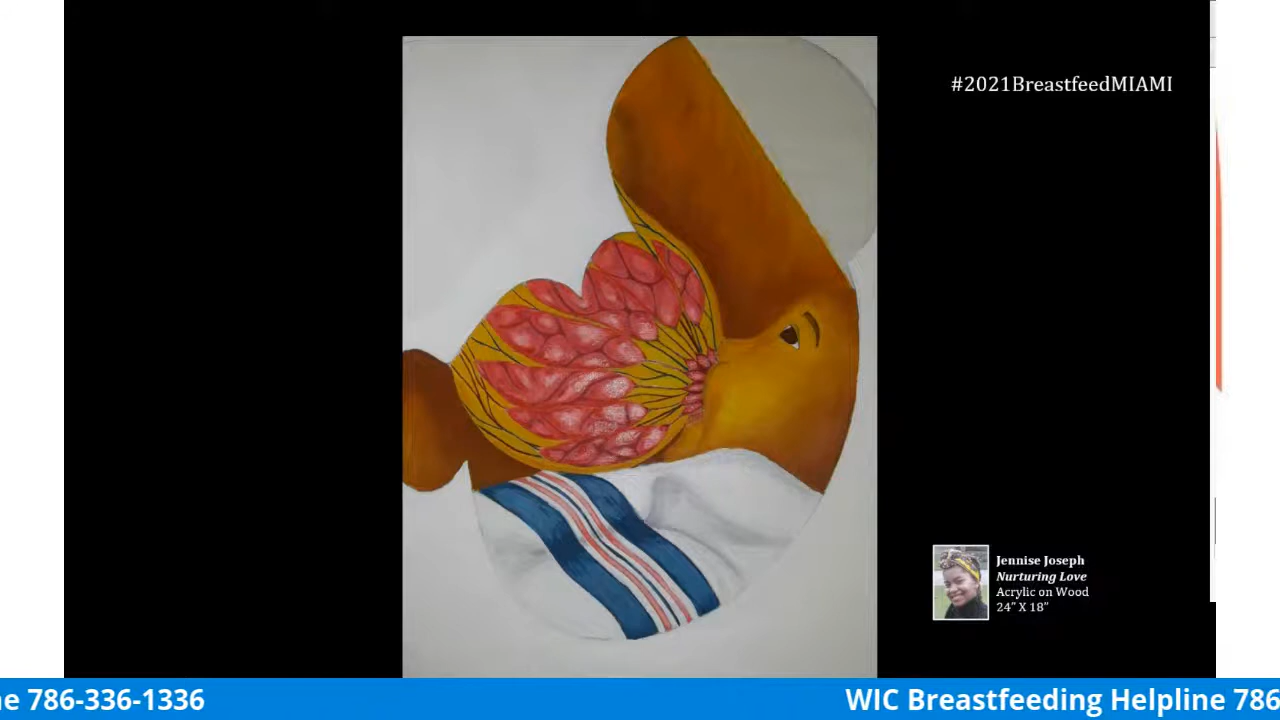 #2021BreastfeedMIAMI
Jennise Joseph
Nurturing Love
Acrylic on Wood
24" X 18"
ne 786-336-1336
WIC Breastfeeding Helpline 786